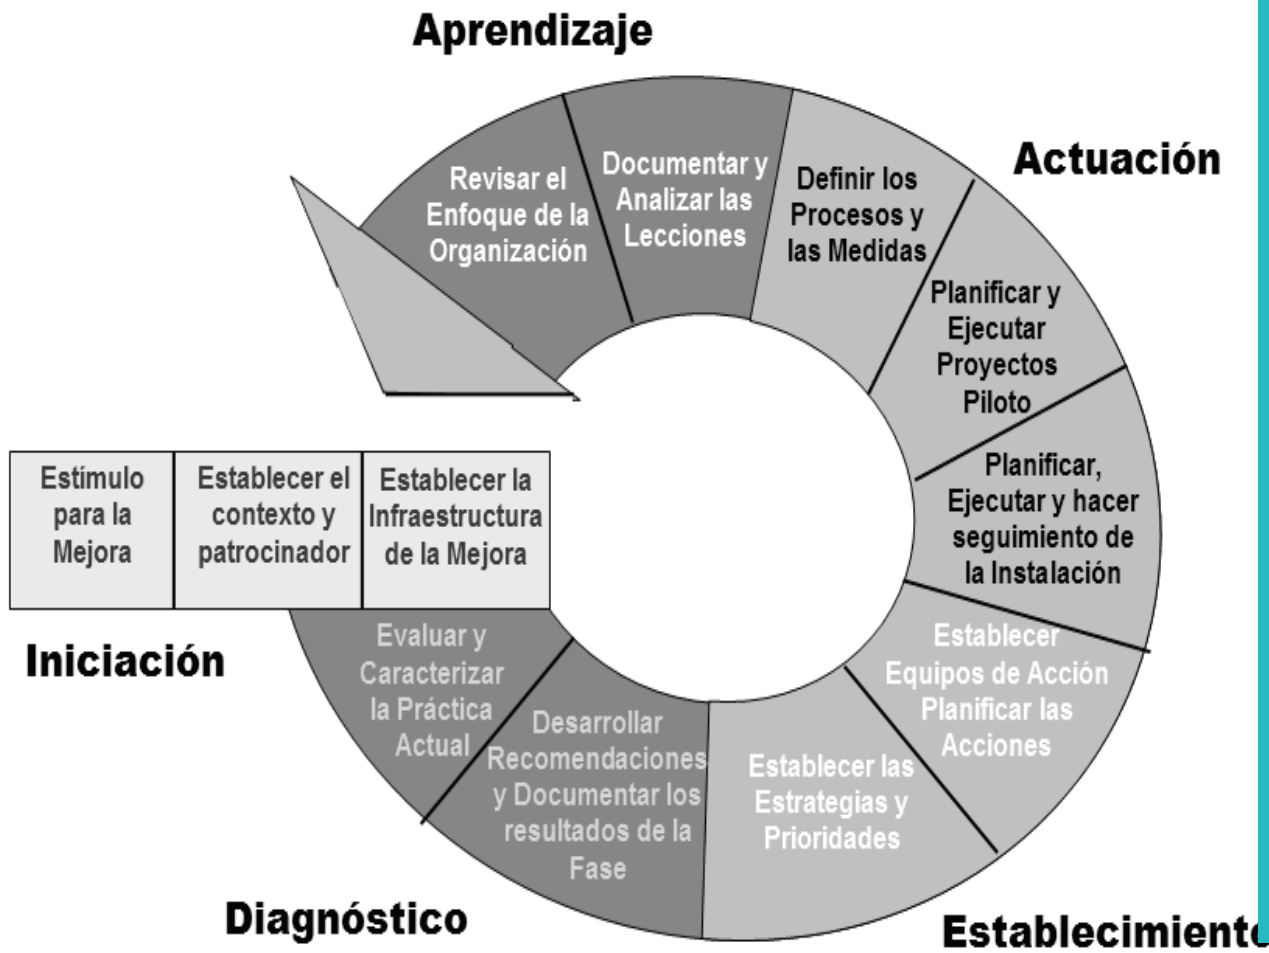 Aprendizaje
Actuación
Revisar el
Enfoque de la
Organización
Documentar y
Analizar las
Lecciones
Definir los
Procesos y
las Medidas
Planificar y
Ejecutar
Proyectos
Piloto
Planificar,
Ejecutar y hacer
seguimiento de
la Instalación
Estímulo
para la
Mejora
Establecer el
contexto y
patrocinador
Establecer la
Infraestructura
de la Mejora
Iniciación
Evaluar y
Caracterizar
la Práctica
Actual
Desarrollar
Recomendaciones
y Documentar los
resultados de la
Fase
Establecer las
Estrategias y
Prioridades
Establecer
Equipos de Acción
Planificar las
Acciones
Diagnóstico
Establecimiento